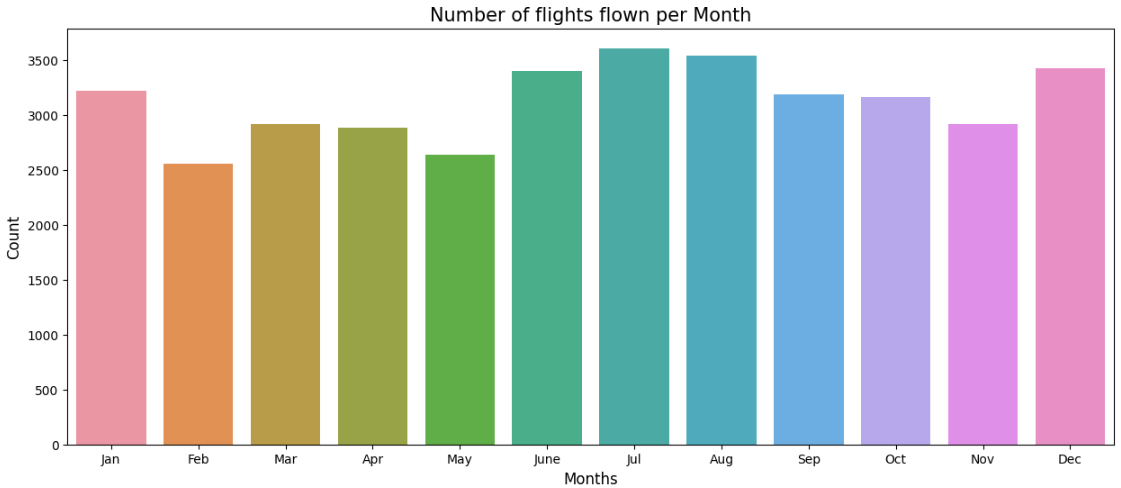 Number of flights flown per Month
Count
3500
3000
2500
2000
1500
1000
500
0
Jan Feb Mar Apr May June Jul Aug Sep Oct Nov Dec
Months